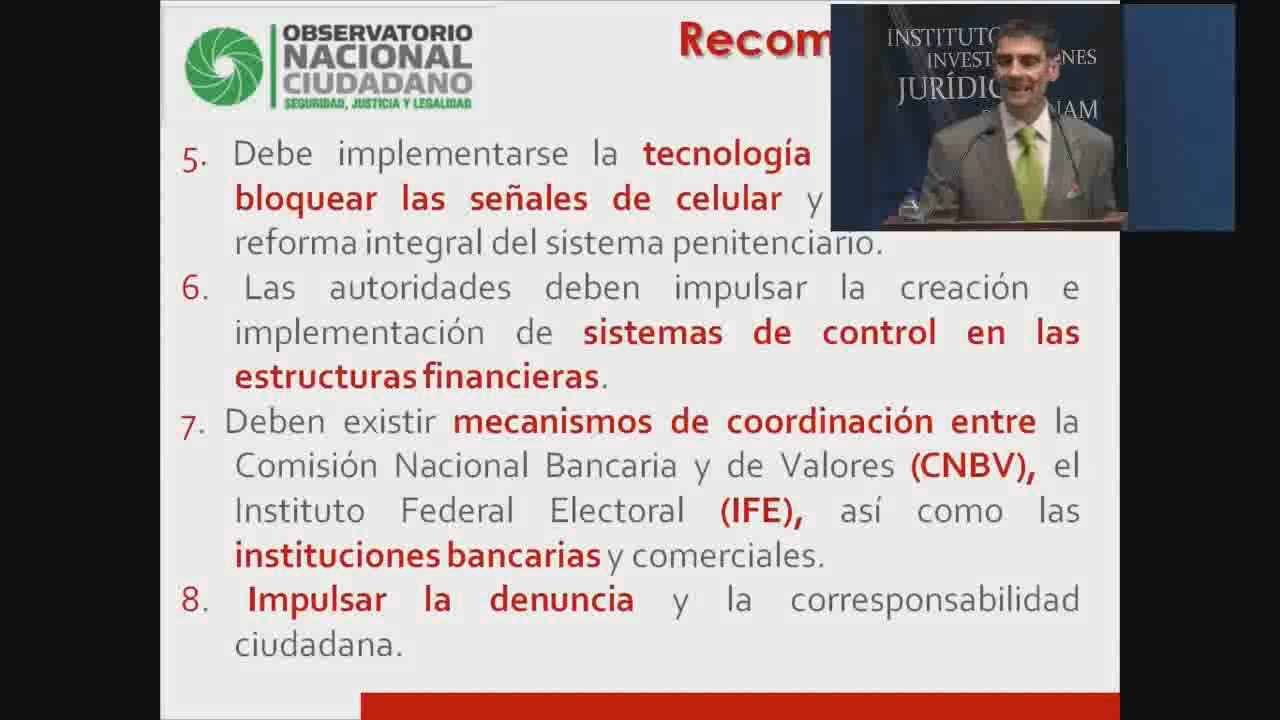 OBSERVATORIO
NACIONAL
CIUDADANO
SEGURIDAD, JUSTICIA Y LEGALIDAD
Recom
INSTITUTO
INVEST NES
JURÍDIC
NAM
5. Debe implementarse la tecnología
bloquear las señales de celular y
reforma integral del sistema penitenciario.
6. Las autoridades deben impulsar la creación e
implementación de sistemas de control en las
estructuras financieras.
7. Deben existir mecanismos de coordinación entre la
Comisión Nacional Bancaria y de Valores (CNBV), el
Instituto Federal Electoral (IFE), así como las
instituciones bancarias y comerciales.
8. Impulsar la denuncia y la corresponsabilidad
ciudadana.